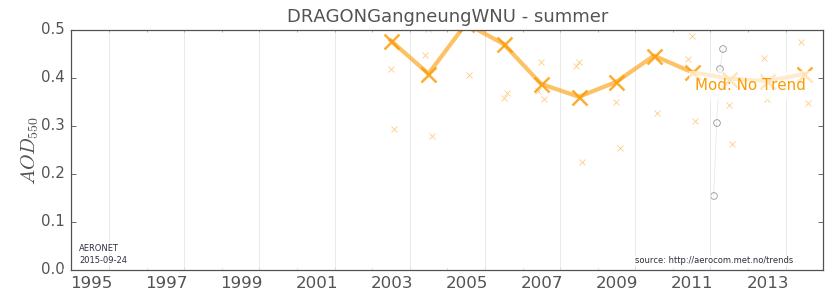 DRAGONGangneungWNU - summer
0.5
0.4
0.3
0.2
0.1
0.0
AOD550
Mod: No Trend
AERONET
2015-09-24
source: http://aerocom.met.no/trends
1995 1997 1999 2001 2003 2005 2007 2009 2011 2013